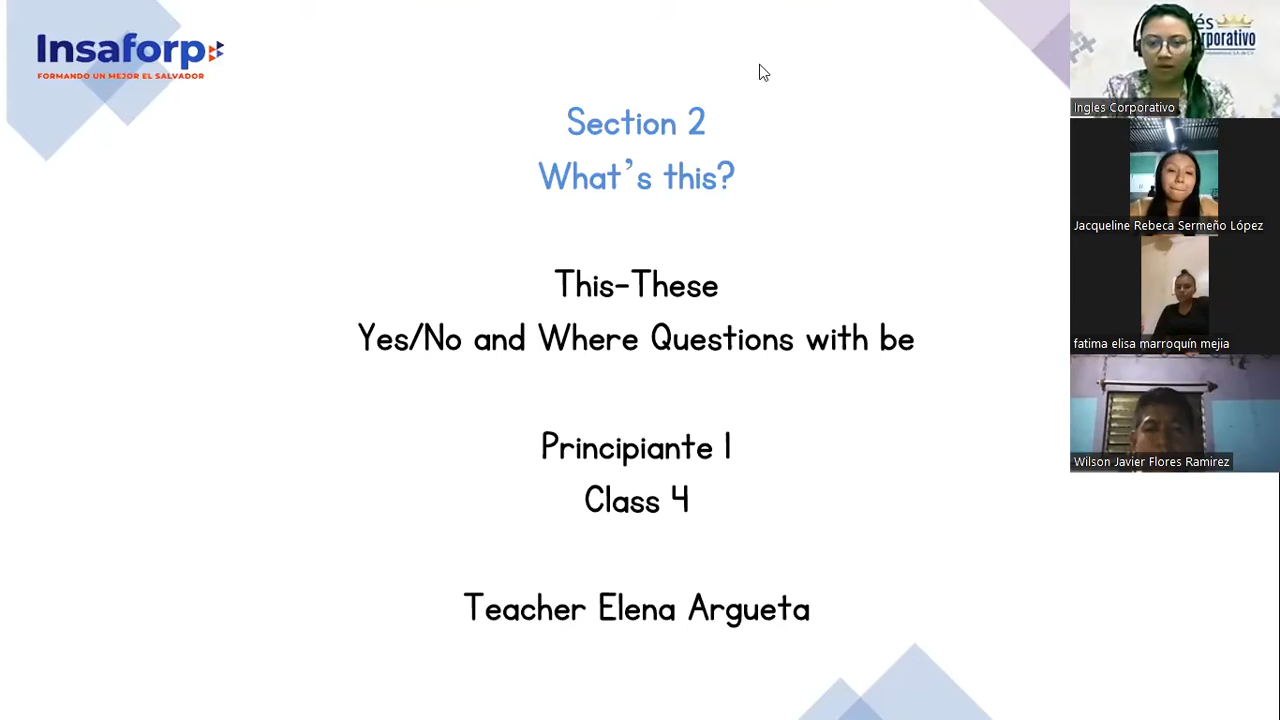 Insaforp
FORMANDO UN MEJOR EL SALVADOR
Section 2
What's this?
This-These
Yes/No and Where Questions with be
Principiante 1
Class 4
Teacher Elena Argueta
és
orporativo
Ingles Corporativo
Jacqueline Rebeca Sermeño López
fatima elisa marroquín mejia
Wilson Javier Flores Ramirez